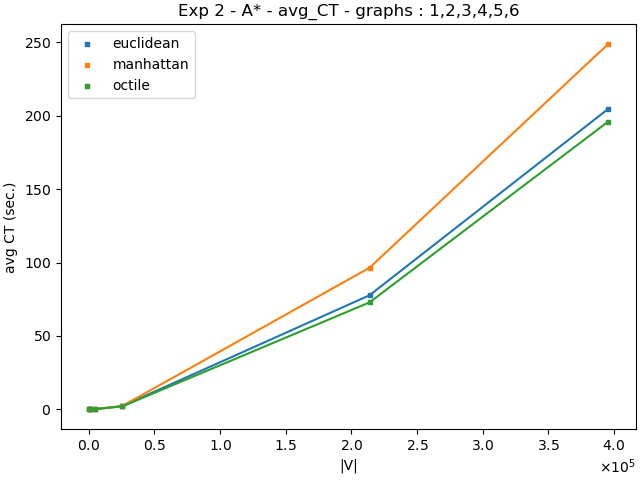 Exp 2 - A* - avg_CT - graphs : 1,2,3,4,5,6
euclidean
manhattan
octile
avg CT (sec.)
250
200
150
100
50
0
0.0 0.5 1.0 1.5 2.0 2.5 3.0 3.5 4.0
|V|
×10⁵